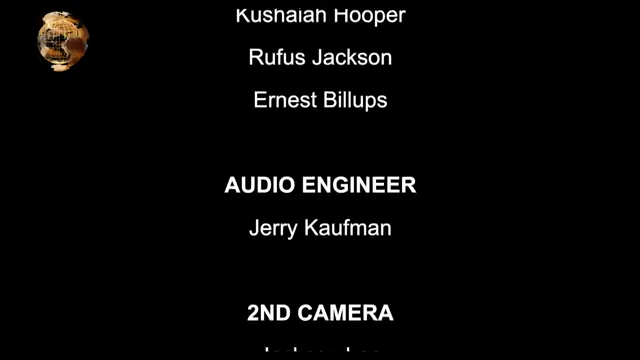 Kushaiah Hooper
Rufus Jackson
Ernest Billups
AUDIO ENGINEER
Jerry Kaufman
2ND CAMERA